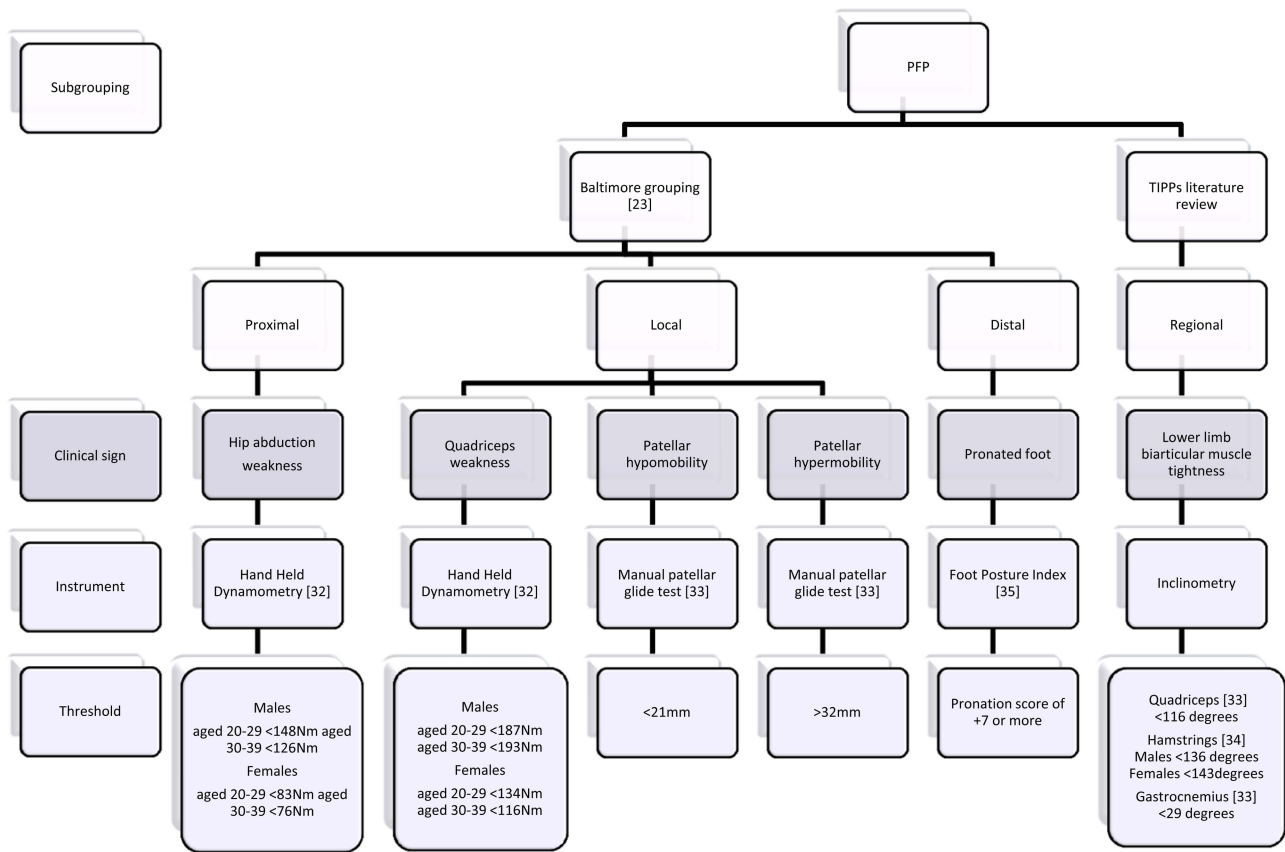 Subgrouping
PFP
Baltimore grouping
[23]
TIPPs literature
review
Proximal
Local
Distal
Regional
Clinical sign
Hip abduction
weakness
Quadriceps
weakness
Patellar
hypomobility
Patellar
hypermobility
Pronated foot
Lower limb
biarticular muscle
tightness
Instrument
Hand Held
Dynamometry [32]
Hand Held
Dynamometry [32]
Manual patellar
glide test [33]
Manual patellar
glide test [33]
Foot Posture Index
[35]
Inclinometry
Threshold
Males
aged 20-29 <148Nm aged
30-39 <126Nm
Females
aged 20-29 <83Nm aged
30-39 <76Nm
Males
aged 20-29 <187Nm
aged 30-39 <193Nm
Females
aged 20-29 <134Nm
aged 30-39 <116Nm
<21mm
>32mm
Pronation score of
+7 or more
Quadriceps [33]
<116 degrees
Hamstrings [34]
Males <136 degrees
Females <143degrees
Gastrocnemius [33]
<29 degrees